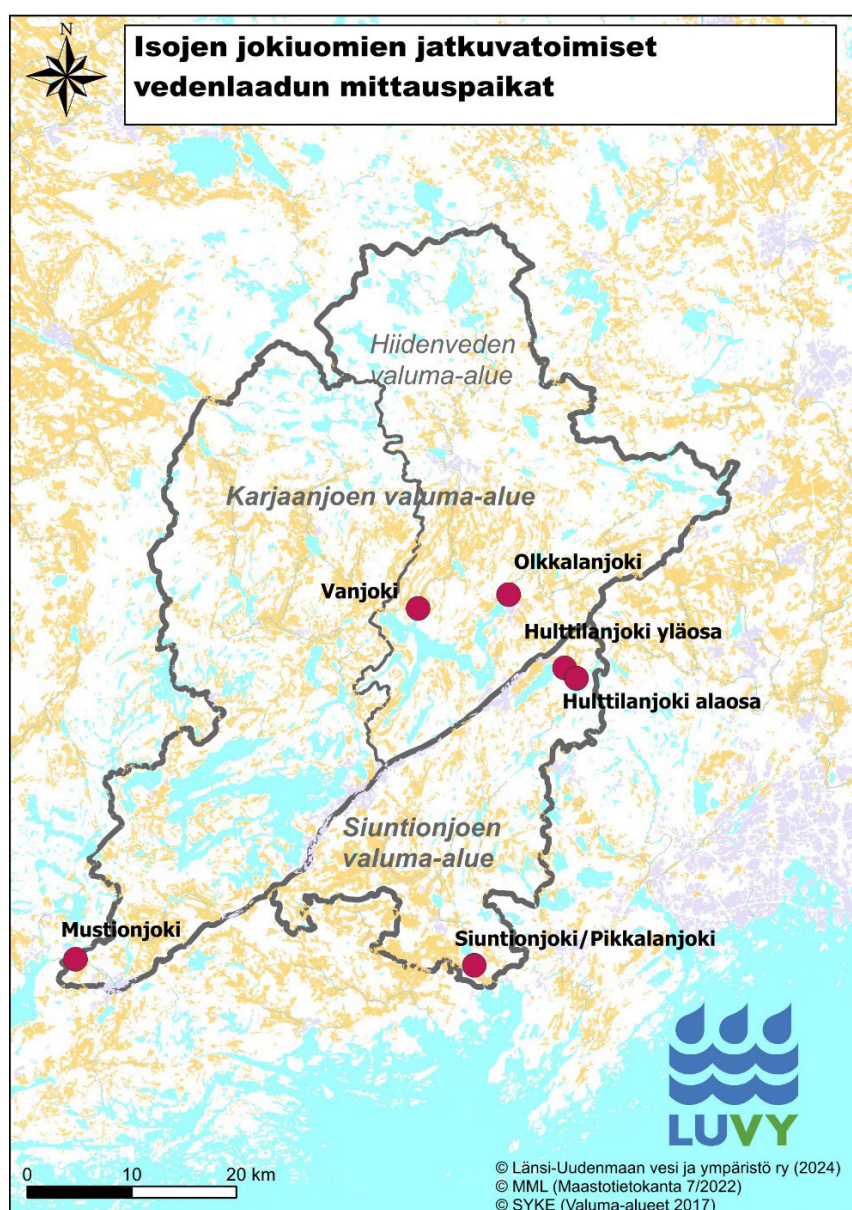 N
Isojen jokiuomien jatkuvatoimiset
vedenlaadun mittauspaikat
Hiidenveden
valuma-alue
Karjaanjoen valuma-alue
Olkkalanjoki
Vanjoki
Hulttilanjoki yläosa
Hulttilanjoki alaosa
Siuntionjoen
valuma-alue
Mustionjoki
Siuntionjoki/Pikkalanjoki
LUVY
0 10 20 km
© Länsi-Uudenmaan vesi ja ympäristö ry (2024)
© MML (Maastotietokanta 7/2022)
© SYKE (Valuma-alueet 2017)